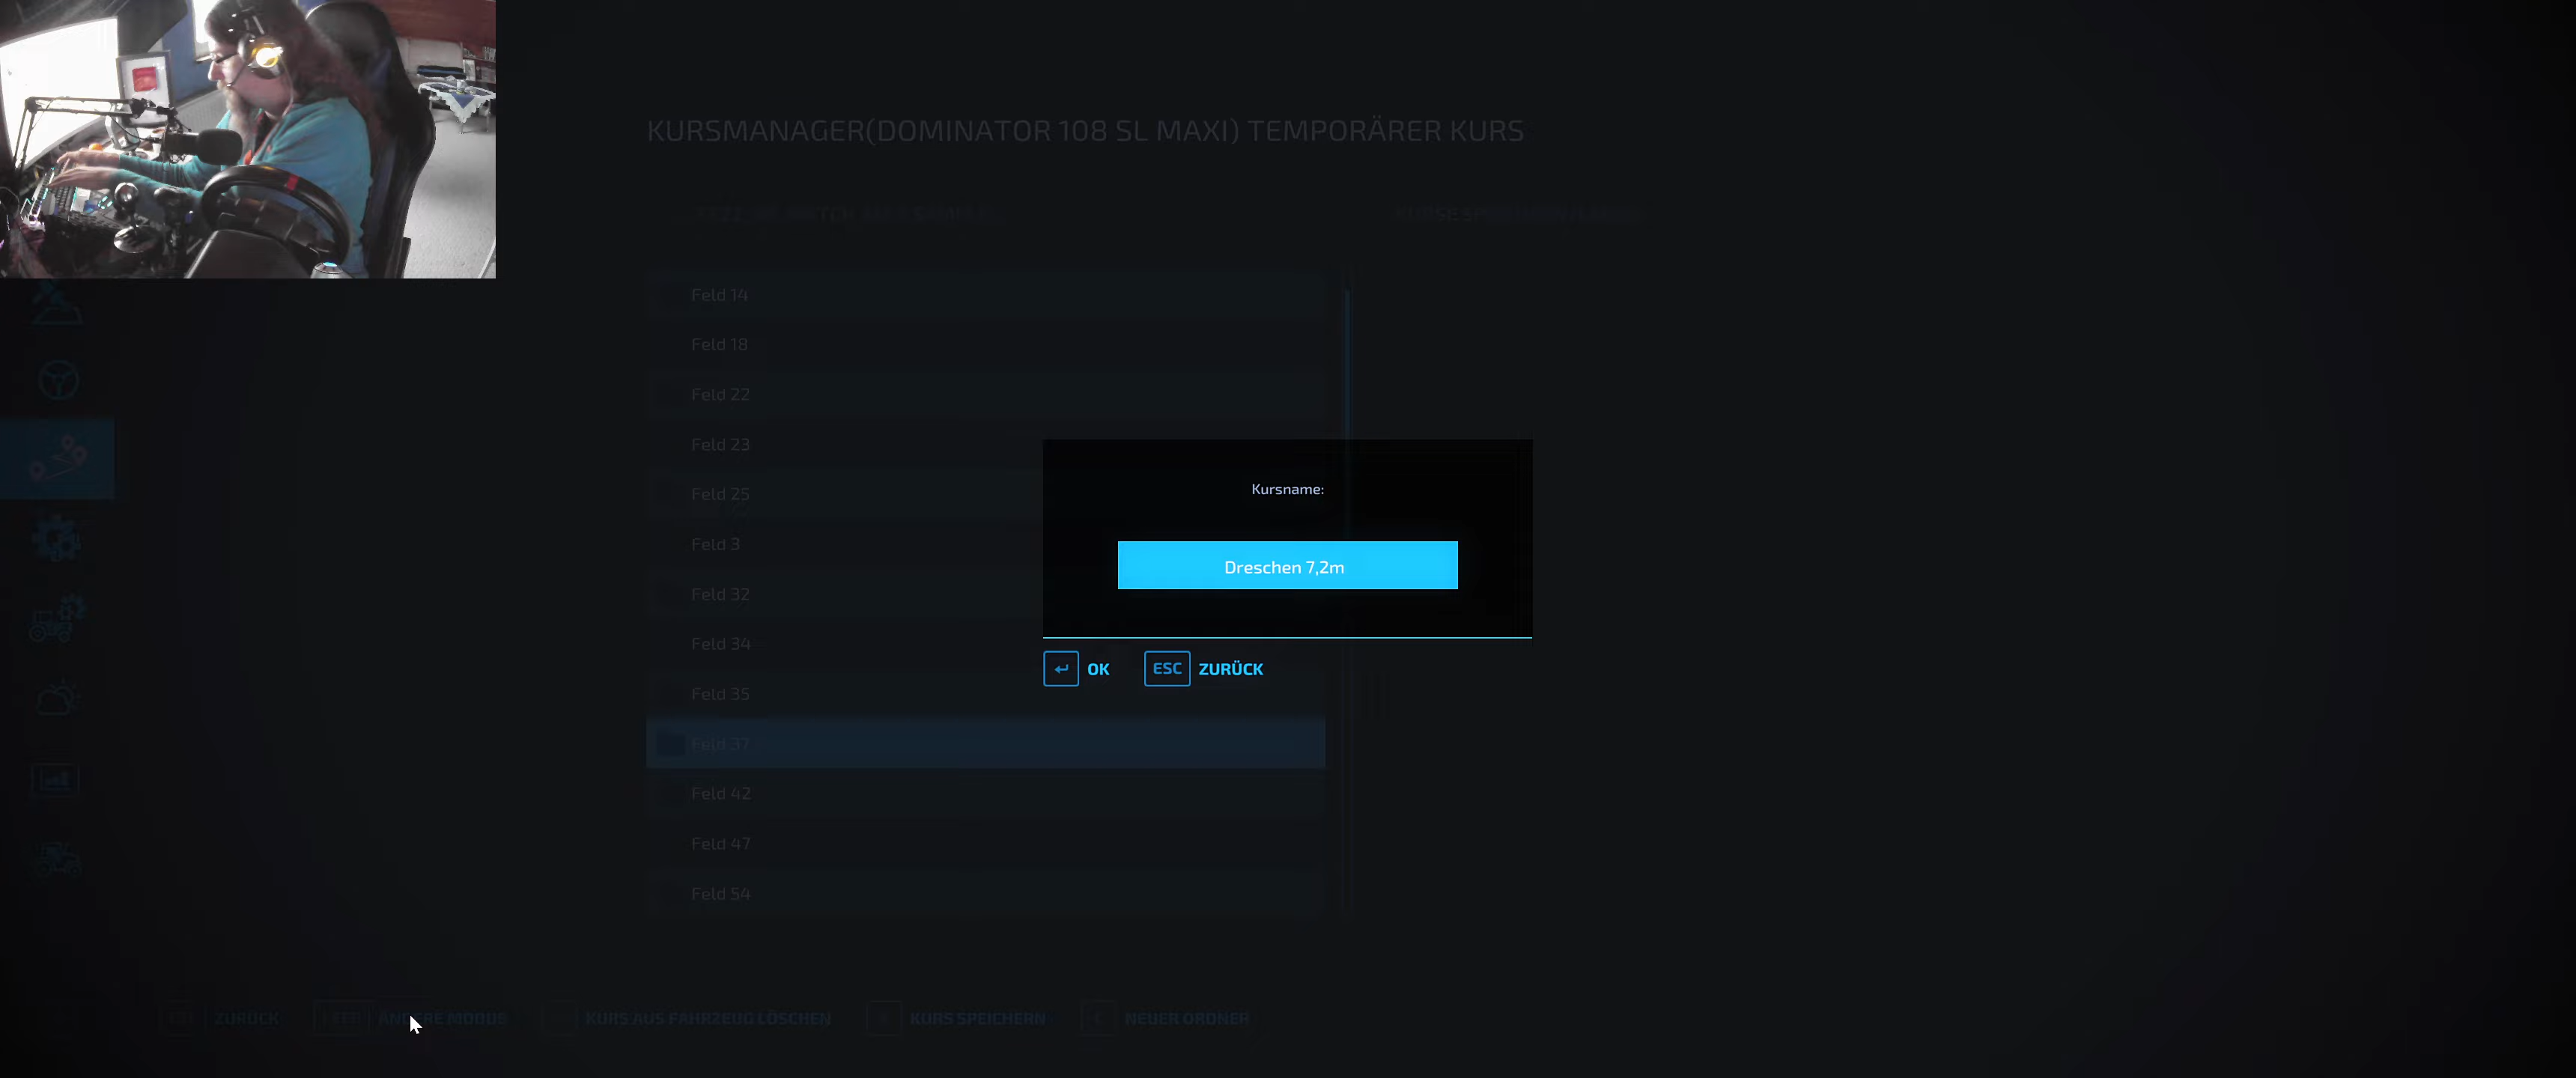 KURSMANAGER(DOMINATOR 108 SL MAXI) TEMPORÄRER KURS
Feld 14
Feld 18
Feld 22
Feld 23
Feld 25
Feld 3
Feld 32
Feld 34
Feld 35
Feld 37
Feld 42
Feld 47
Feld 54
Kursname:
Dreschen 7,2m
OK
ESC ZURÜCK
ZURÜCK
ÄNDERE MODUS
KURS AUS FAHRZEUG LÖSCHEN
KURS SPEICHERN
NEUER ORDNER